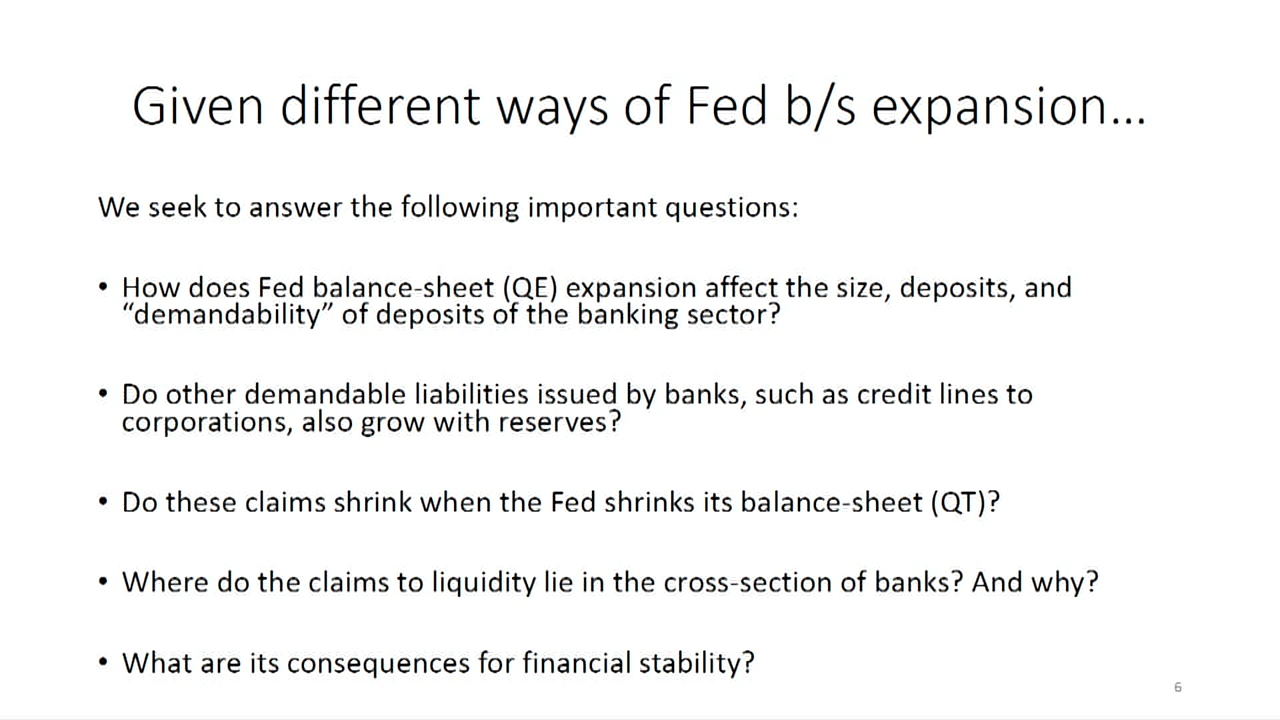 Given different ways of Fed b/s expansion...
We seek to answer the following important questions:
• How does Fed balance-sheet (QE) expansion affect the size, deposits, and
“demandability” of deposits of the banking sector?
• Do other demandable liabilities issued by banks, such as credit lines to
corporations, also grow with reserves?
• Do these claims shrink when the Fed shrinks its balance-sheet (QT)?
• Where do the claims to liquidity lie in the cross-section of banks? And why?
• What are its consequences for financial stability?
6